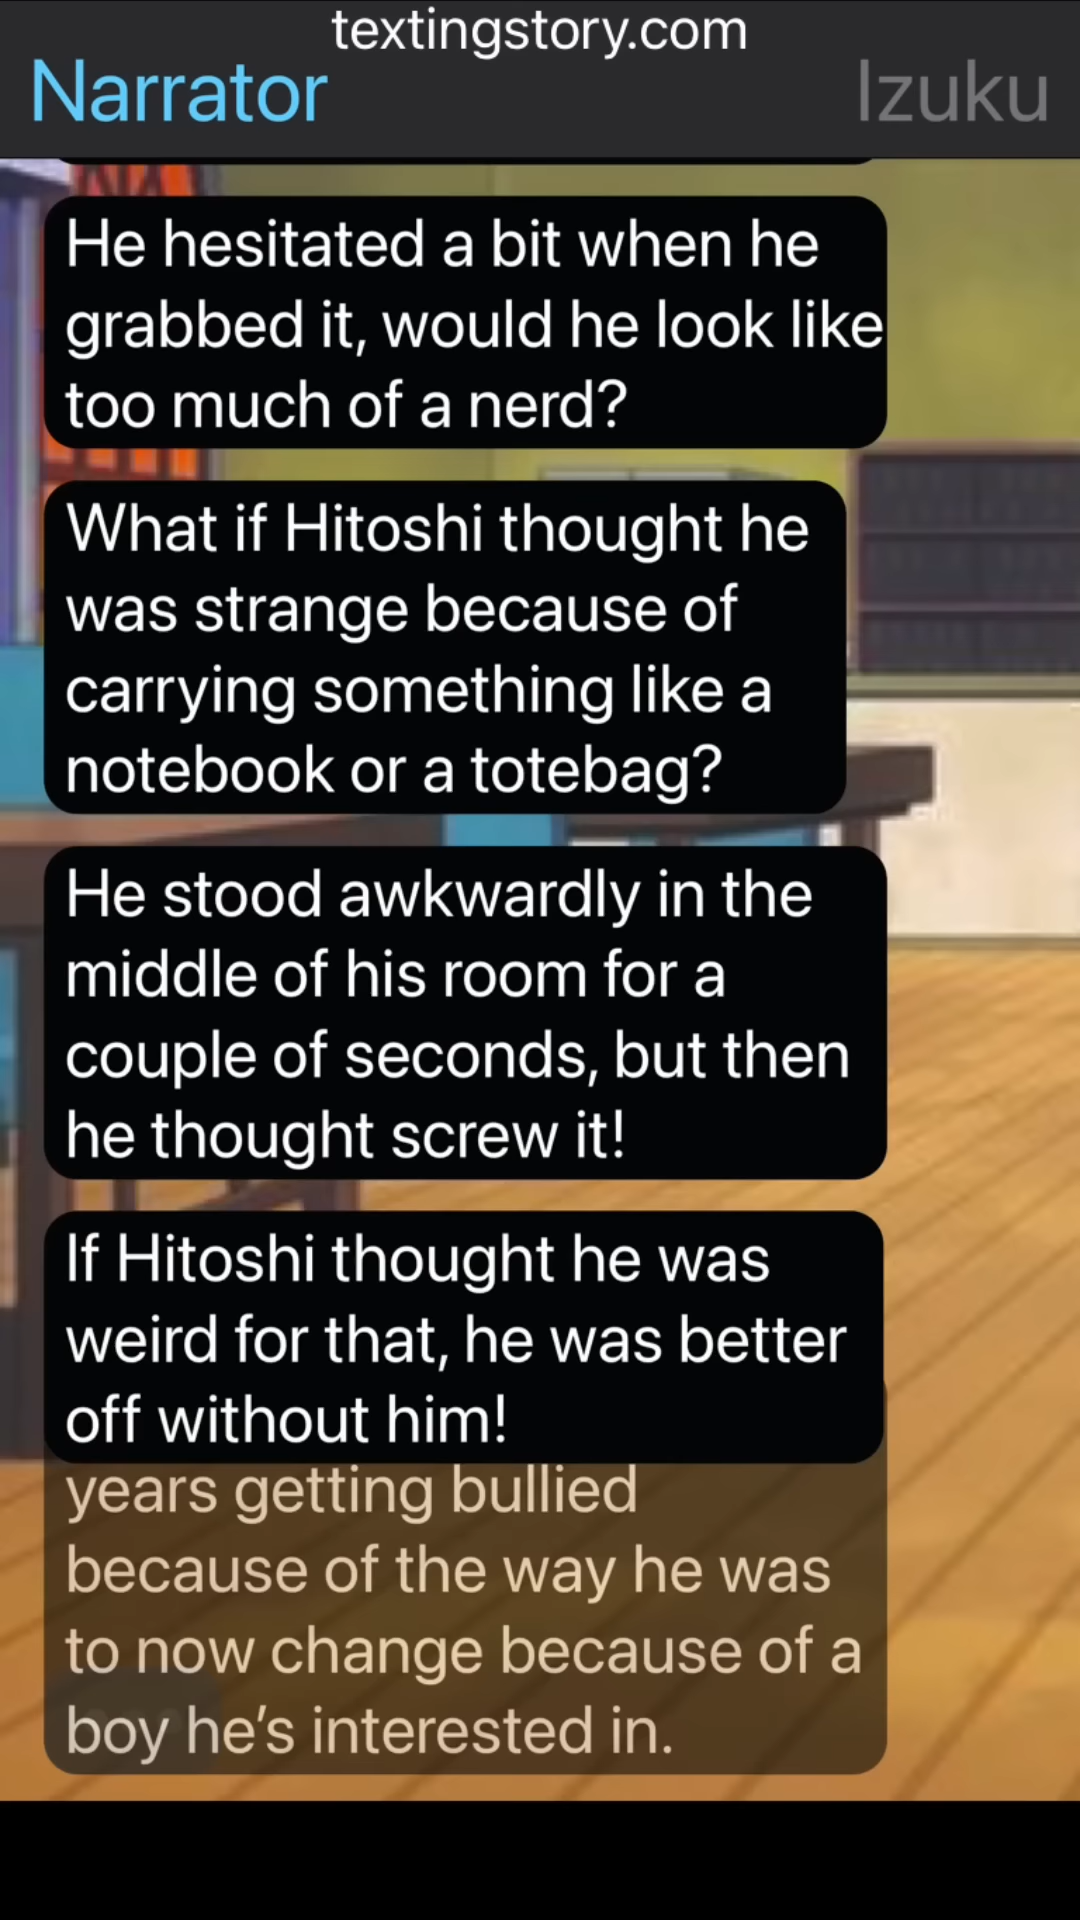 textingstory.com
Narrator
Izuku
He hesitated a bit when he
grabbed it, would he look like
too much of a nerd?
What if Hitoshi thought he
was strange because of
carrying something like a
notebook or a totebag?
He stood awkwardly in the
middle of his room for a
couple of seconds, but then
he thought screw it!
If Hitoshi thought he was
weird for that, he was better
off without him!
years getting bullied
because of the way he was
to now change because of a
boy he’s interested in.